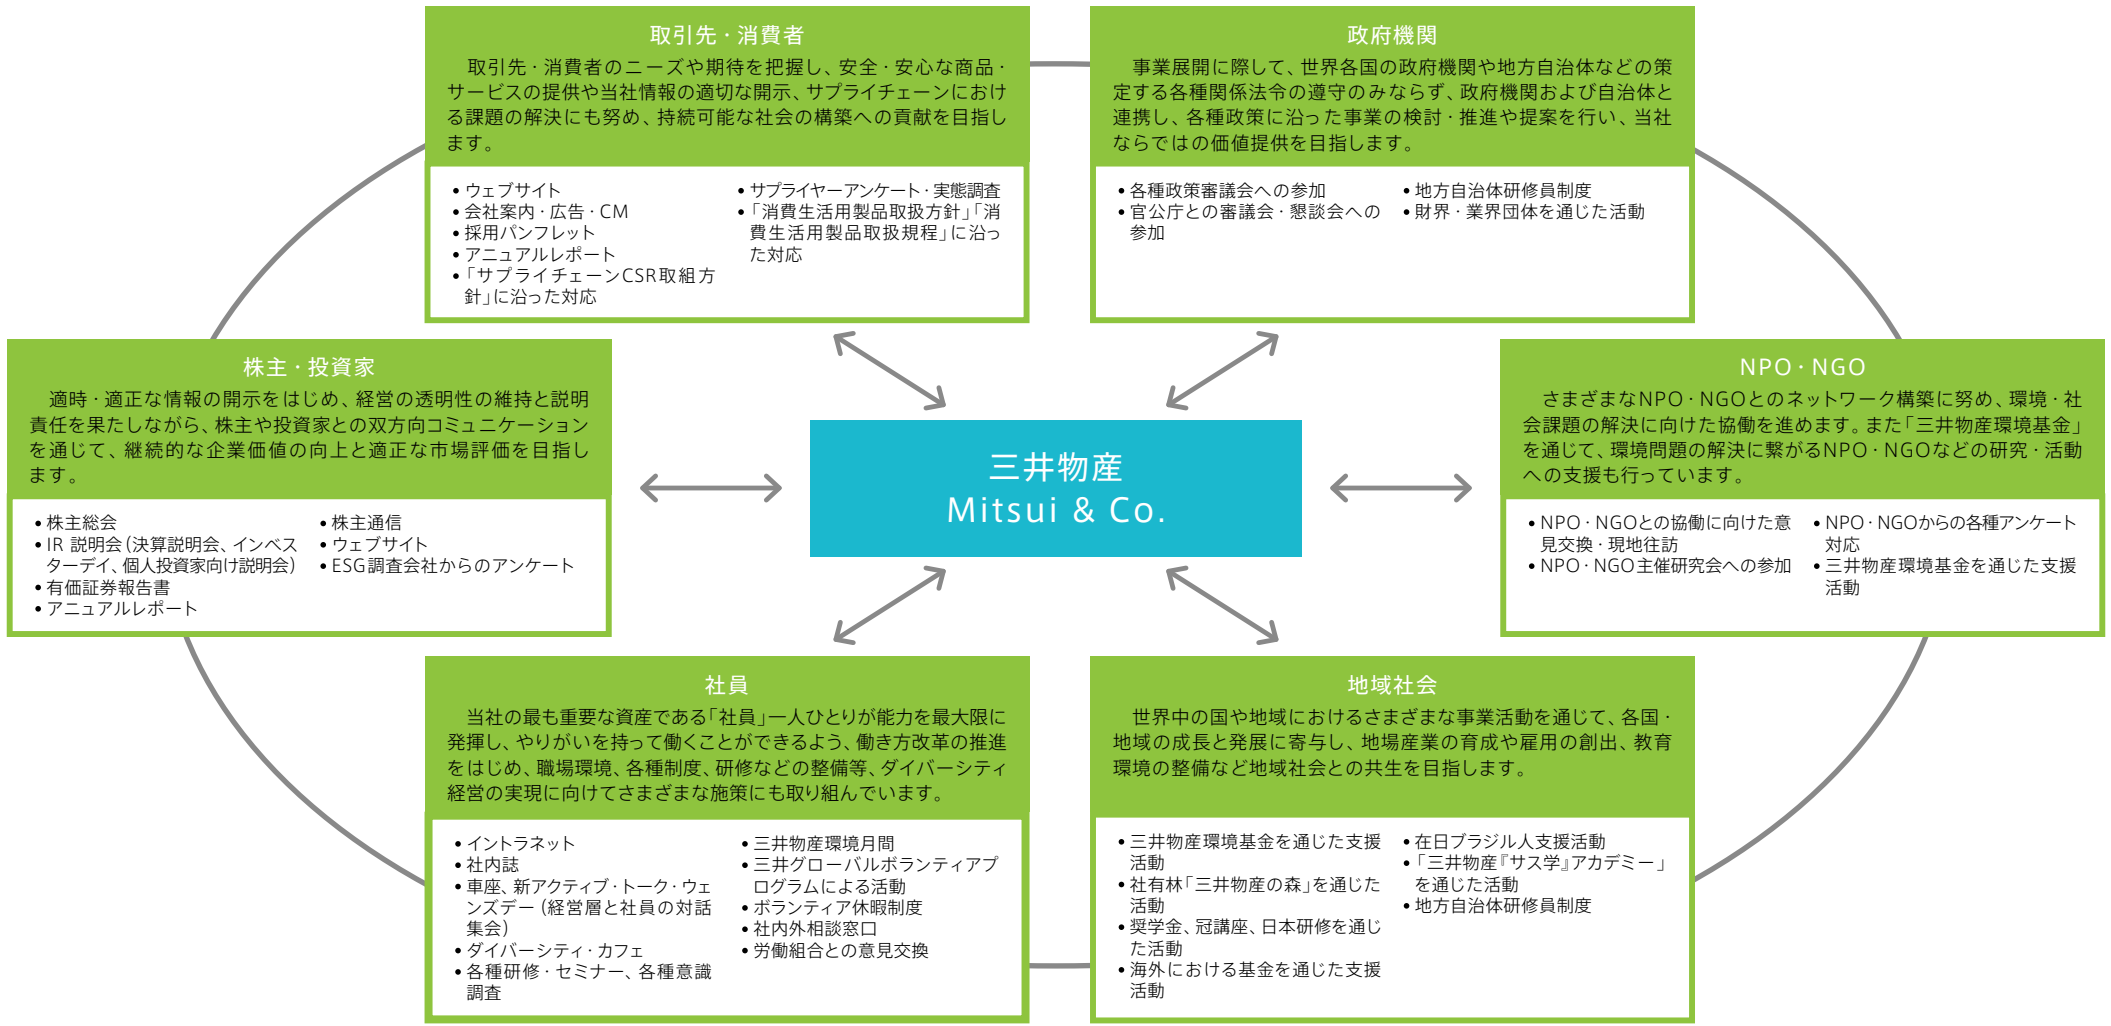 取引先・消費者
取引先・消費者のニーズや期待を把握し、安全・安心な商品・
サービスの提供や当社情報の適切な開示、サプライチェーンにおけ
る課題の解決にも努め、持続可能な社会の構築への貢献を目指し
ます。
•ウェブサイト
•会社案内・広告・CM
•採用パンフレット
•アニュアルレポート
•「サプライチェーンCSR取組方
針」に沿った対応
•サプライヤーアンケート・実態調査
•「消費生活用製品取扱方針」「消
費生活用製品取扱規程」に沿っ
た対応
政府機関
事業展開に際して、世界各国の政府機関や地方自治体などの策
定する各種関係法令の遵守のみならず、政府機関および自治体と
連携し、各種政策に沿った事業の検討・推進や提案を行い、当社
ならではの価値提供を目指します。
•各種政策審議会への参加
•官公庁との審議会・懇談会への
参加
•地方自治体研修員制度
•財界・業界団体を通じた活動
株主・投資家
適時・適正な情報の開示をはじめ、経営の透明性の維持と説明
責任を果たしながら、株主や投資家との双方向コミュニケーション
を通じて、継続的な企業価値の向上と適正な市場評価を目指し
ます。
•株主総会
•IR 説明会(決算説明会、インベス
ターデイ、個人投資家向け説明会)
•有価証券報告書
•アニュアルレポート
•株主通信
•ウェブサイト
•ESG調査会社からのアンケート
三井物産
Mitsui & Co.
NPO・NGO
さまざまなNPO・NGOとのネットワーク構築に努め、環境・社
会課題の解決に向けた協働を進めます。また「三井物産環境基金」
を通じて、環境問題の解決に繋がるNPO・NGOなどの研究・活動
への支援も行っています。
•NPO・NGOとの協働に向けた意
見交換・現地往訪
•NPO・NGO主催研究会への参加
•NPO・NGOからの各種アンケート
対応
•三井物産環境基金を通じた支援
活動
社員
当社の最も重要な資産である「社員」一人ひとりが能力を最大限に
発揮し、やりがいを持って働くことができるよう、働き方改革の推進
をはじめ、職場環境、各種制度、研修などの整備等、ダイバーシティ
経営の実現に向けてさまざまな施策にも取り組んでいます。
•イントラネット
•社内誌
•車座、新アクティブ・トーク・ウェ
ンズデー(経営層と社員の対話
集会)
•ダイバーシティ・カフェ
•各種研修・セミナー、各種意識
調査
•三井物産環境月間
•三井グローバルボランティアプ
ログラムによる活動
•ボランティア休暇制度
•社内外相談窓口
•労働組合との意見交換
地域社会
世界中の国や地域におけるさまざまな事業活動を通じて、各国・
地域の成長と発展に寄与し、地場産業の育成や雇用の創出、教育
環境の整備など地域社会との共生を目指します。
•三井物産環境基金を通じた支援
活動
•社有林「三井物産の森」を通じた
活動
•奨学金、冠講座、日本研修を通じ
た活動
•海外における基金を通じた支援
活動
•在日ブラジル人支援活動
•「三井物産『サス学』アカデミー」
を通じた活動
•地方自治体研修員制度